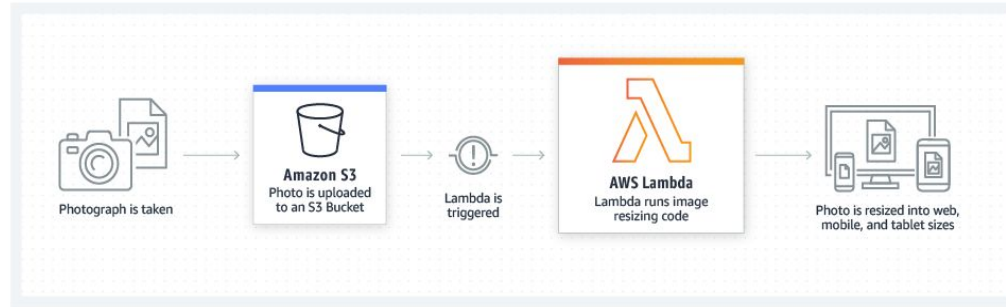 Photograph is taken
Amazon S3
Photo is uploaded
to an S3 Bucket
Lambda is
triggered
AWS Lambda
Lambda runs image
resizing code
Photo is resized into web,
mobile, and tablet sizes